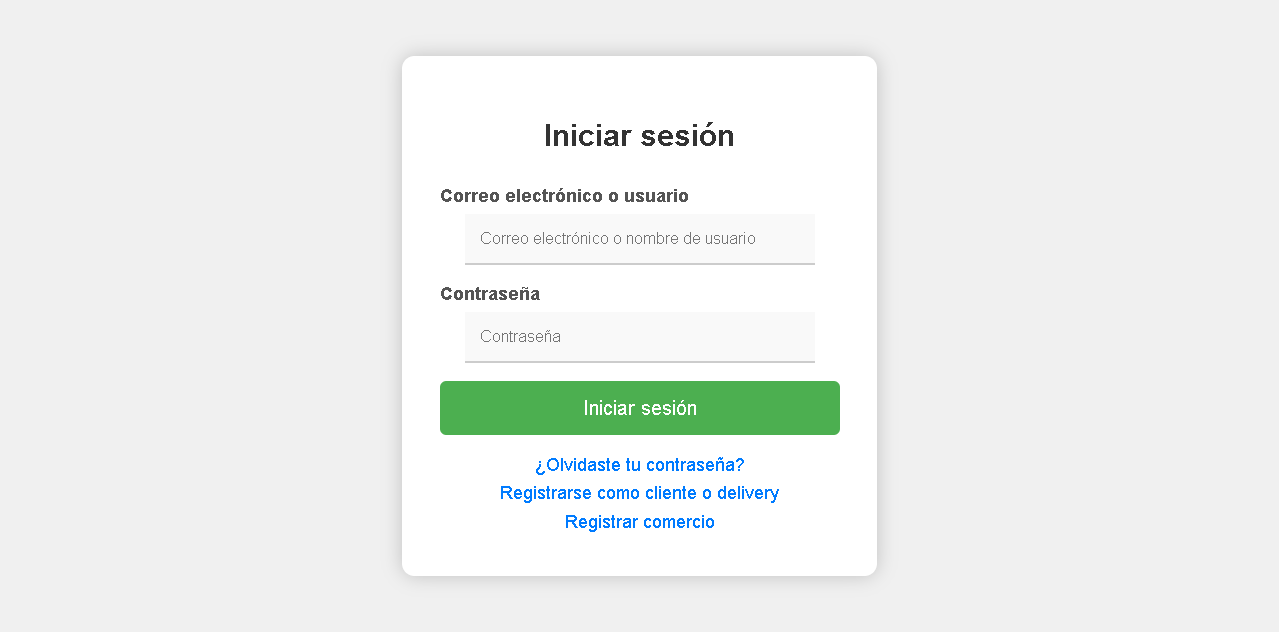 Iniciar sesión
Correo electrónico o usuario
Correo electrónico o nombre de usuario
Contraseña
Contraseña
Iniciar sesión
¿Olvidaste tu contraseña?
Registrarse como cliente o delivery
Registrar comercio